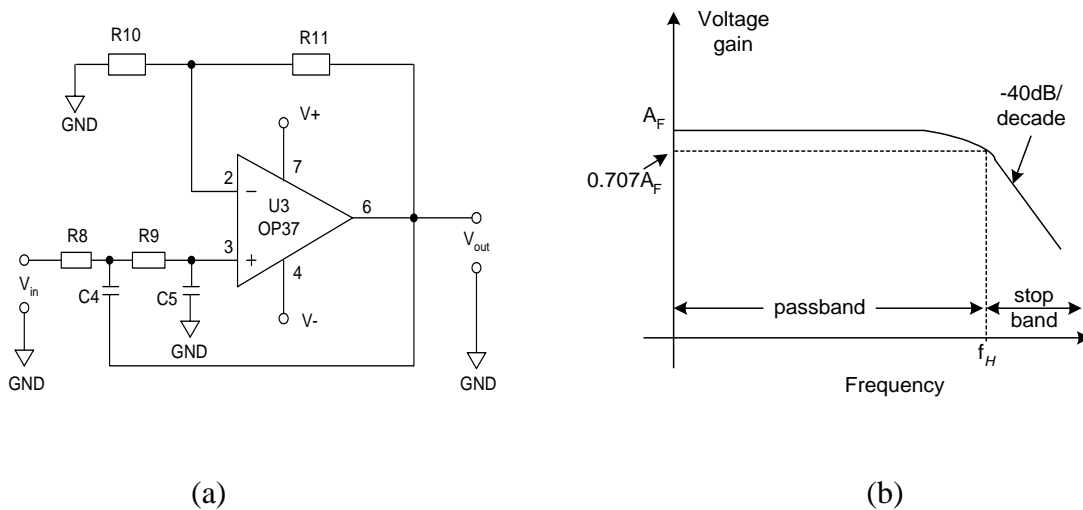 R10
R11
GND
V+
7
2
−
U3
OP37
6
3
+
4
V-
R8
R9
V_in
C4
C5
GND
GND
V_out
GND
(a)
Voltage
gain
A_F
0.707A_F
-40dB/
decade
passband
stop
band
f_H
Frequency
(b)